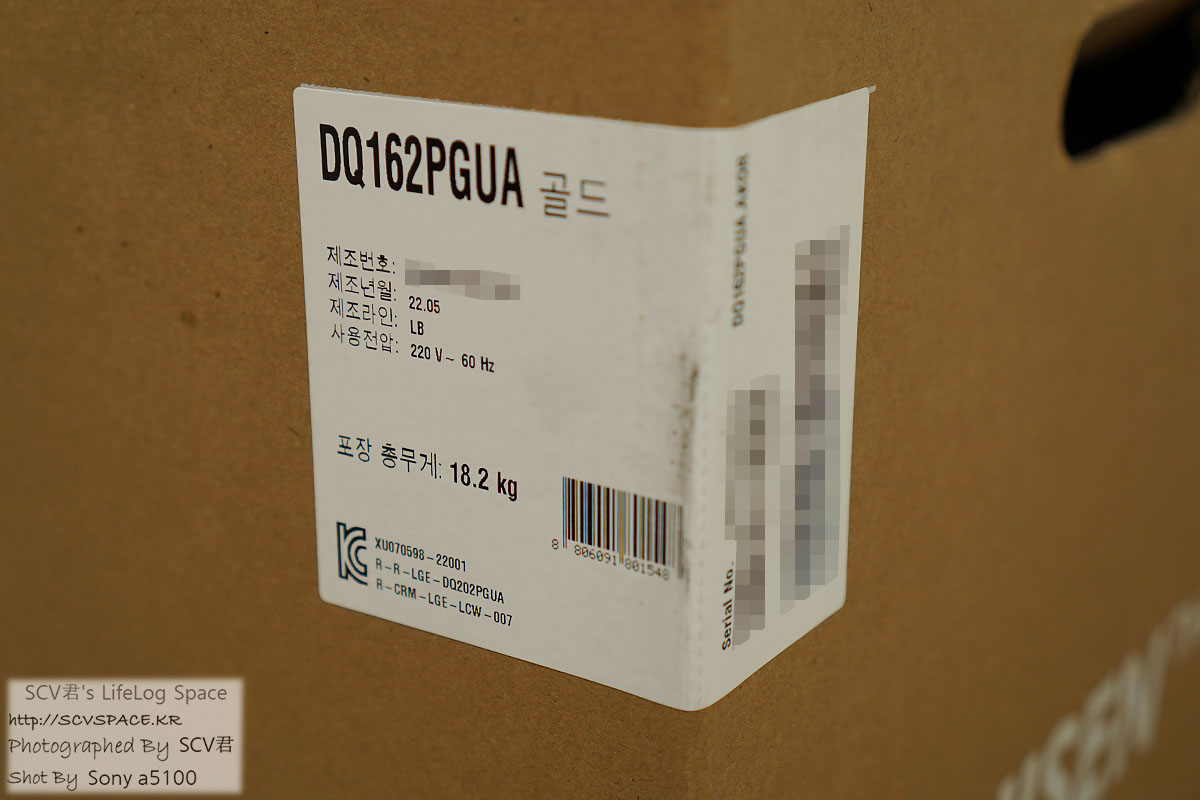 DQ162PGUA 골드
제조번호:
제조년월: 22.05
제조라인: LB
사용전압: 220 V~ 60 Hz
포장 총무게: 18.2 kg
8 806091 801548
XU070598-22001
R-R-LGE-DQ202PGUA
R-CRM-LGE-LCW-007
DQ162PGUA.AKOR
Serial No.
SCV君's LifeLog Space
http://SCVSPACE.KR
Photographed By SCV君
Shot By Sony a5100